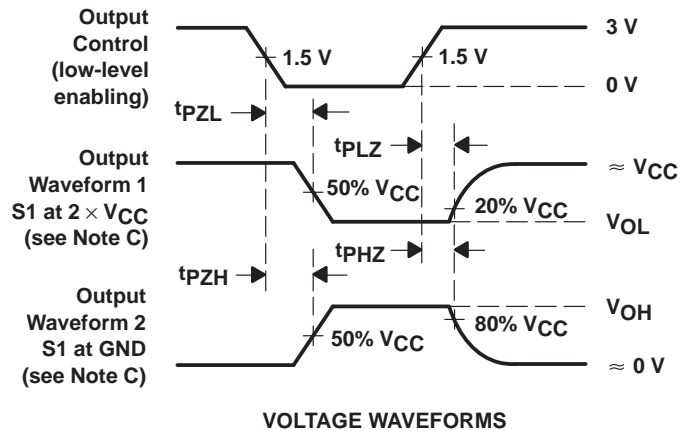 Output
Control
(low-level
enabling)
1.5 V
1.5 V
3 V
0 V
tPZL
tPLZ
Output
Waveform 1
S1 at 2 × VCC
(see Note C)
50% VCC
20% VCC
≈ VCC
VOL
tPZH
tPHZ
Output
Waveform 2
S1 at GND
(see Note C)
50% VCC
80% VCC
VOH
≈ 0 V
VOLTAGE WAVEFORMS